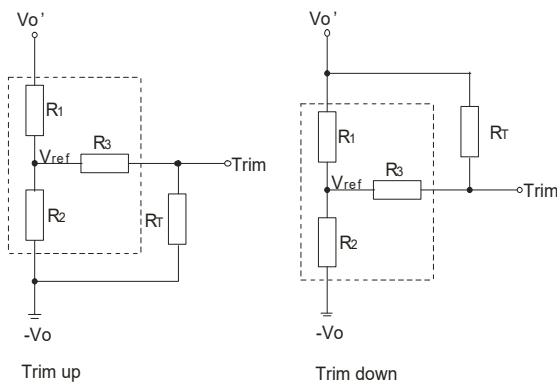 Vo'
R1
R3
Vref
Trim
R2
RT
-Vo
Trim up
Vo'
R1
RT
R3
Vref
Trim
R2
-Vo
Trim down